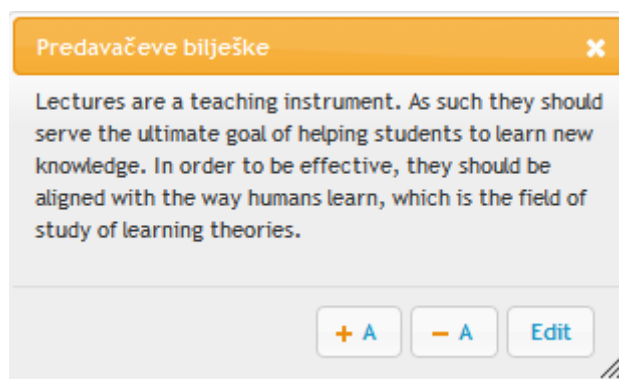 Predavačeve bilješke
Lectures are a teaching instrument. As such they should
serve the ultimate goal of helping students to learn new
knowledge. In order to be effective, they should be
aligned with the way humans learn, which is the field of
study of learning theories.
+ A − A Edit